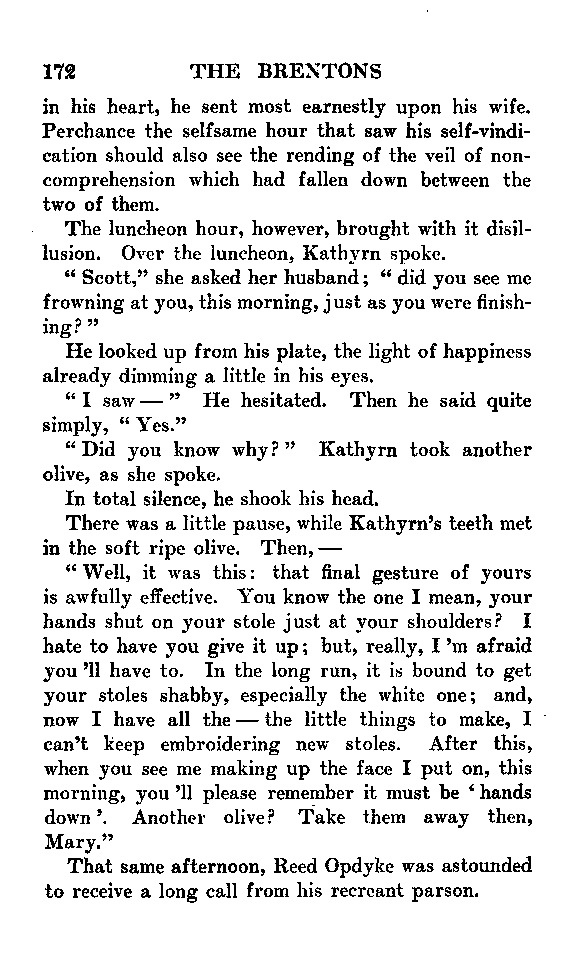 172 THE BRENTONS
in his heart, he sent most earnestly upon his wife.
Perchance the selfsame hour that saw his self-vindi-
cation should also see the rending of the veil of non-
comprehension which had fallen down between the
two of them.
The luncheon hour, however, brought with it disil-
lusion. Over the luncheon, Kathyrn spoke.
" Scott," she asked her husband; " did you see me
frowning at you, this morning, just as you were finish-
ing? "
He looked up from his plate, the light of happiness
already dimming a little in his eyes.
" I saw — " He hesitated. Then he said quite
simply, " Yes."
" Did you know why? " Kathyrn took another
olive, as she spoke.
In total silence, he shook his head.
There was a little pause, while Kathyrn's teeth met
in the soft ripe olive. Then, —
" Well, it was this: that final gesture of yours
is awfully effective. You know the one I mean, your
hands shut on your stole just at your shoulders? I
hate to have you give it up; but, really, I 'm afraid
you 'll have to. In the long run, it is bound to get
your stoles shabby, especially the white one; and,
now I have all the — the little things to make, I
can't keep embroidering new stoles. After this,
when you see me making up the face I put on, this
morning, you 'll please remember it must be ' hands
down '. Another olive? Take them away then,
Mary."
That same afternoon, Reed Opdyke was astounded
to receive a long call from his recreant parson.